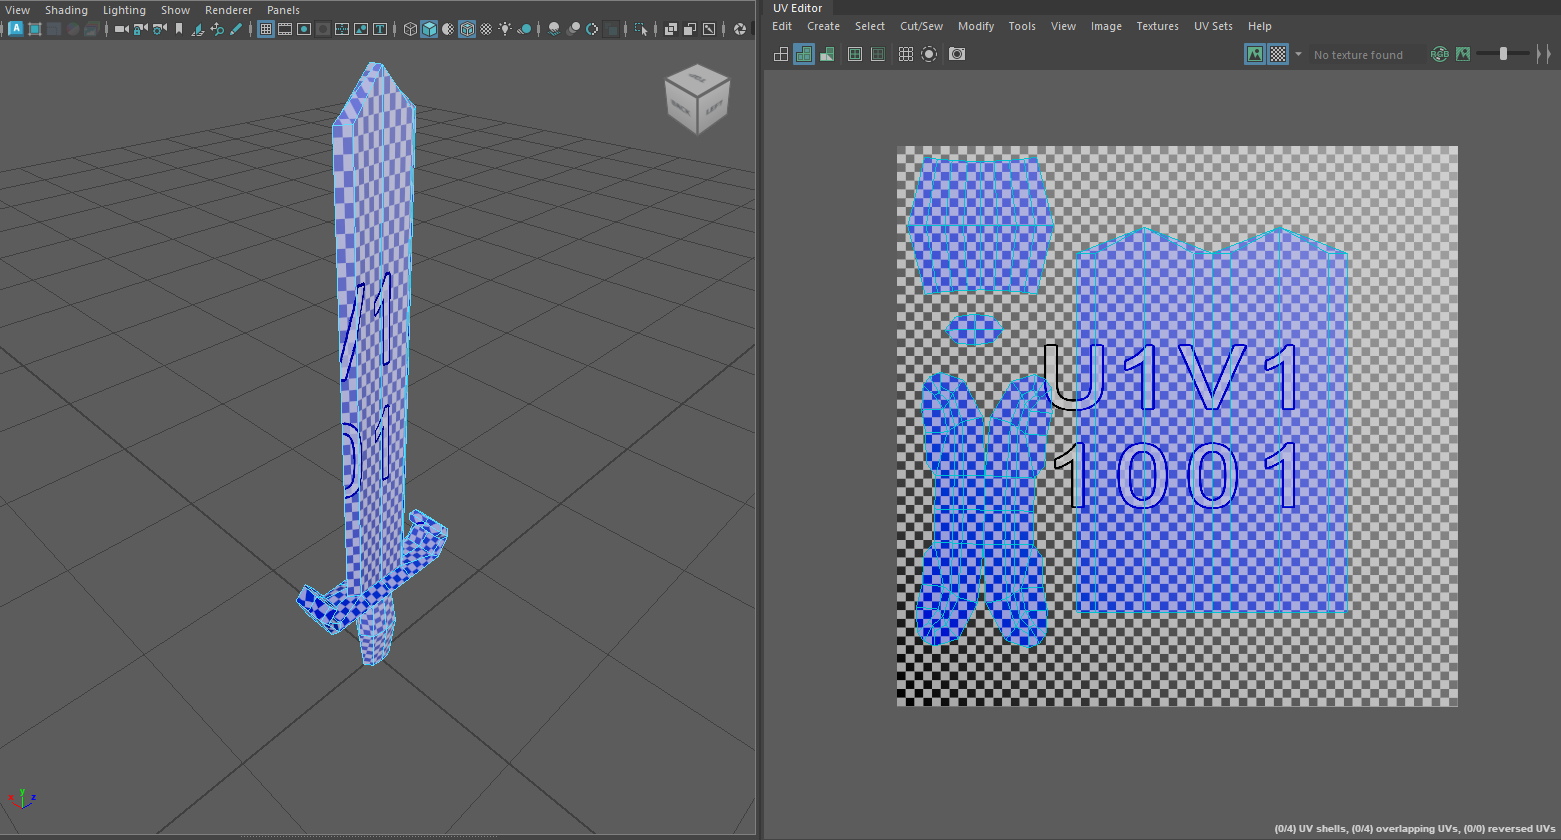 View Shading Lighting Show Renderer Panels
UV Editor
Edit Create Select Cut/Sew Modify Tools View Image Textures UV Sets Help
A
T
No texture found
RGB
BACK LEFT
V1
01
U1V1
1001
y
x z
(0/4) UV shells, (0/4) overlapping UVs, (0/0) reversed UVs